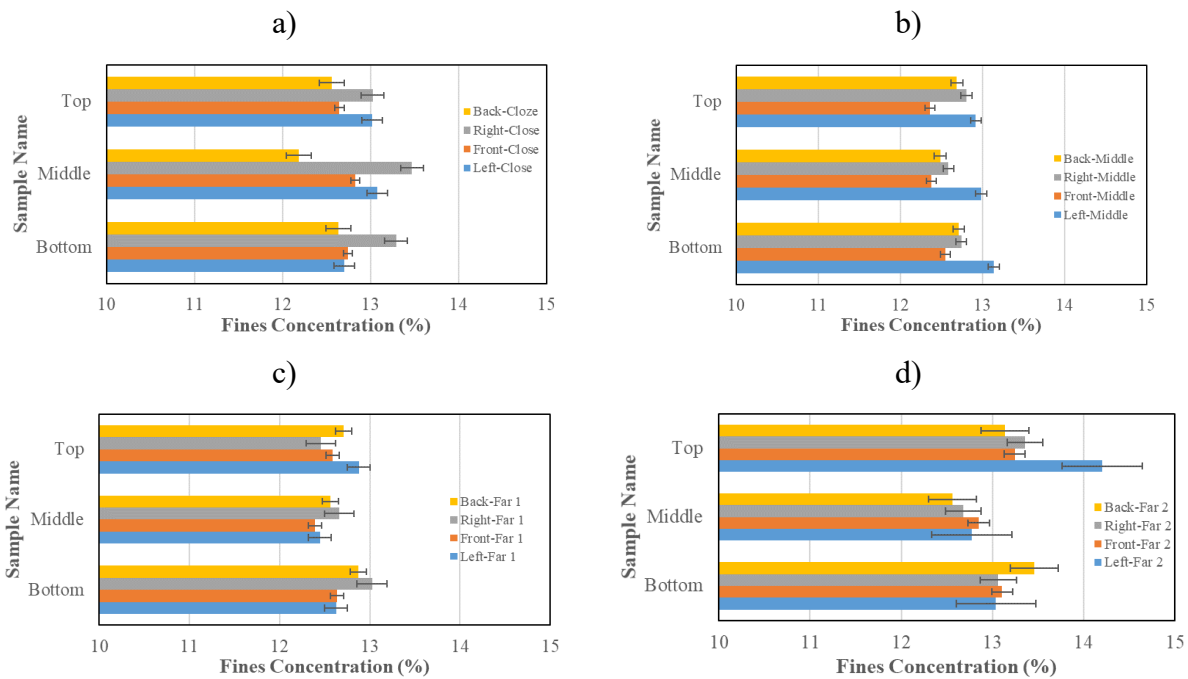 a)
Sample Name
Top
Middle
Bottom
10 11 12 13 14 15
Fines Concentration (%)
Back-Cloze
Right-Close
Front-Close
Left-Close
b)
Sample Name
Top
Middle
Bottom
10 11 12 13 14 15
Fines Concentration (%)
Back-Middle
Right-Middle
Front-Middle
Left-Middle
c)
Sample Name
Top
Middle
Bottom
10 11 12 13 14 15
Fines Concentration (%)
Back-Far 1
Right-Far 1
Front-Far 1
Left-Far 1
d)
Sample Name
Top
Middle
Bottom
10 11 12 13 14 15
Fines Concentration (%)
Back-Far 2
Right-Far 2
Front-Far 2
Left-Far 2